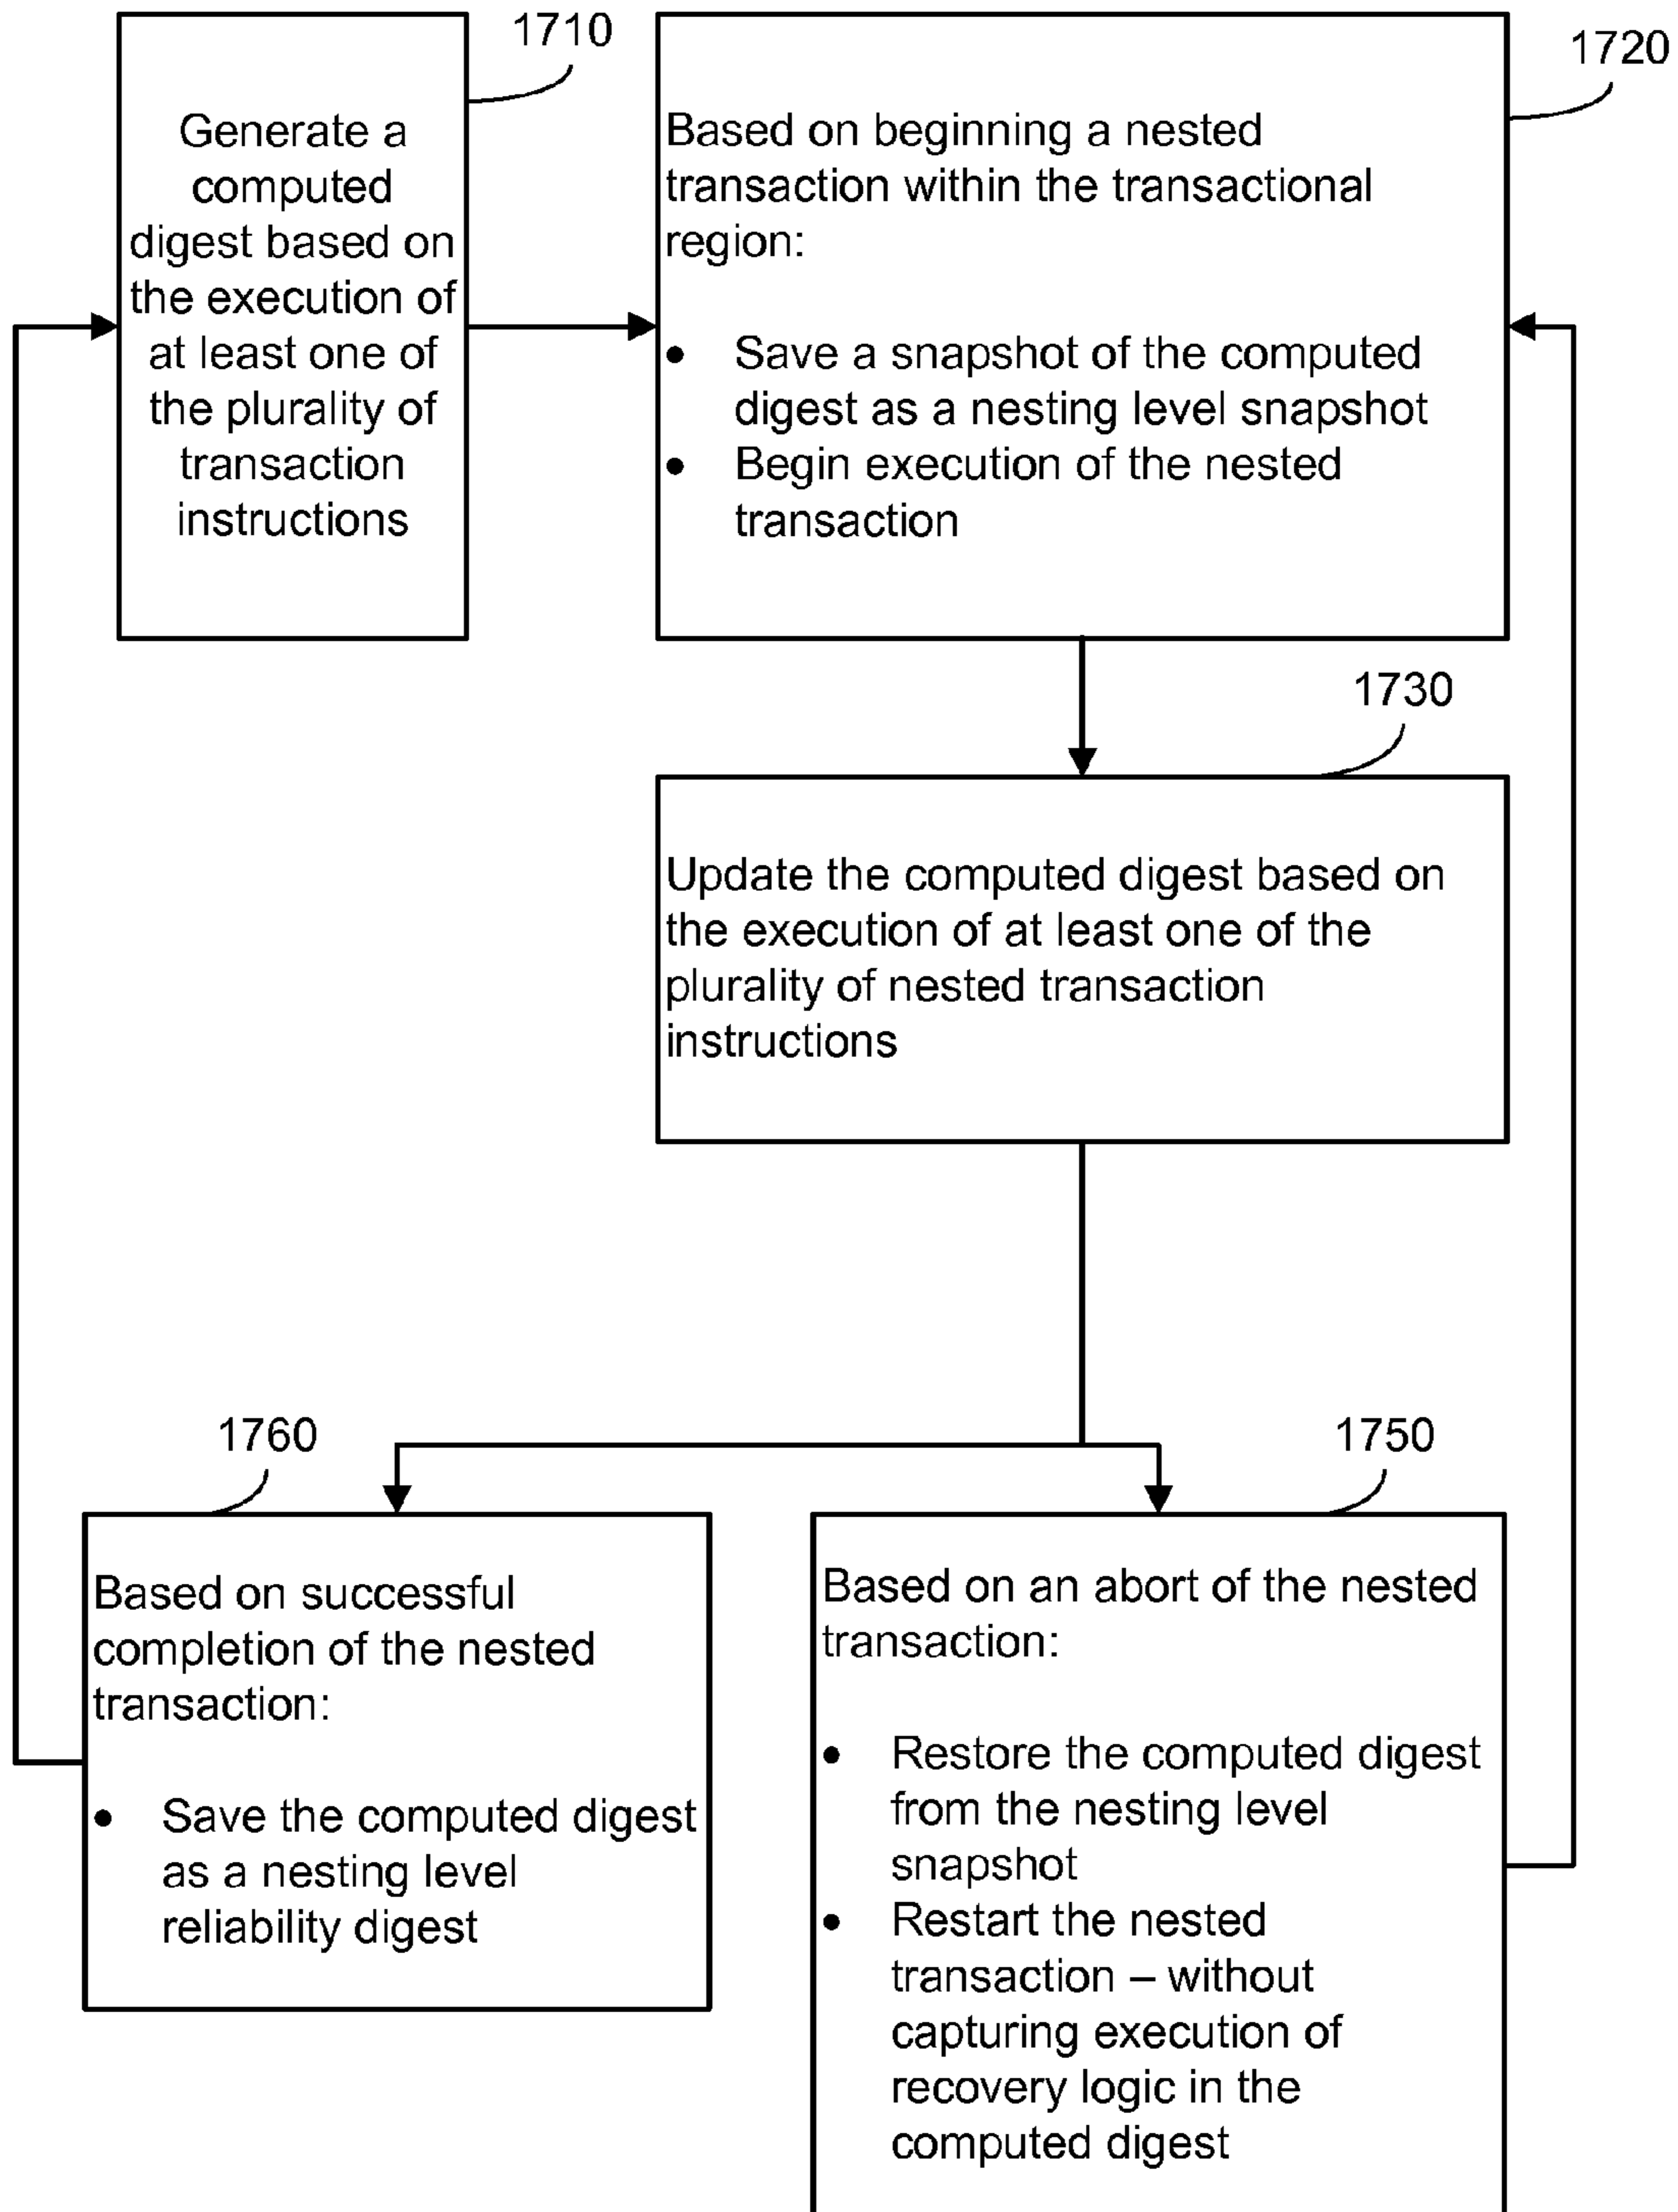 1710
Generate a
computed
digest based on
the execution of
at least one of
the plurality of
transaction
instructions
1720
Based on beginning a nested
transaction within the transactional
region:
• Save a snapshot of the computed
digest as a nesting level snapshot
• Begin execution of the nested
transaction
1730
Update the computed digest based on
the execution of at least one of the
plurality of nested transaction
instructions
1760
Based on successful
completion of the nested
transaction:
• Save the computed digest
as a nesting level
reliability digest
1750
Based on an abort of the nested
transaction:
• Restore the computed digest
from the nesting level
snapshot
• Restart the nested
transaction – without
capturing execution of
recovery logic in the
computed digest